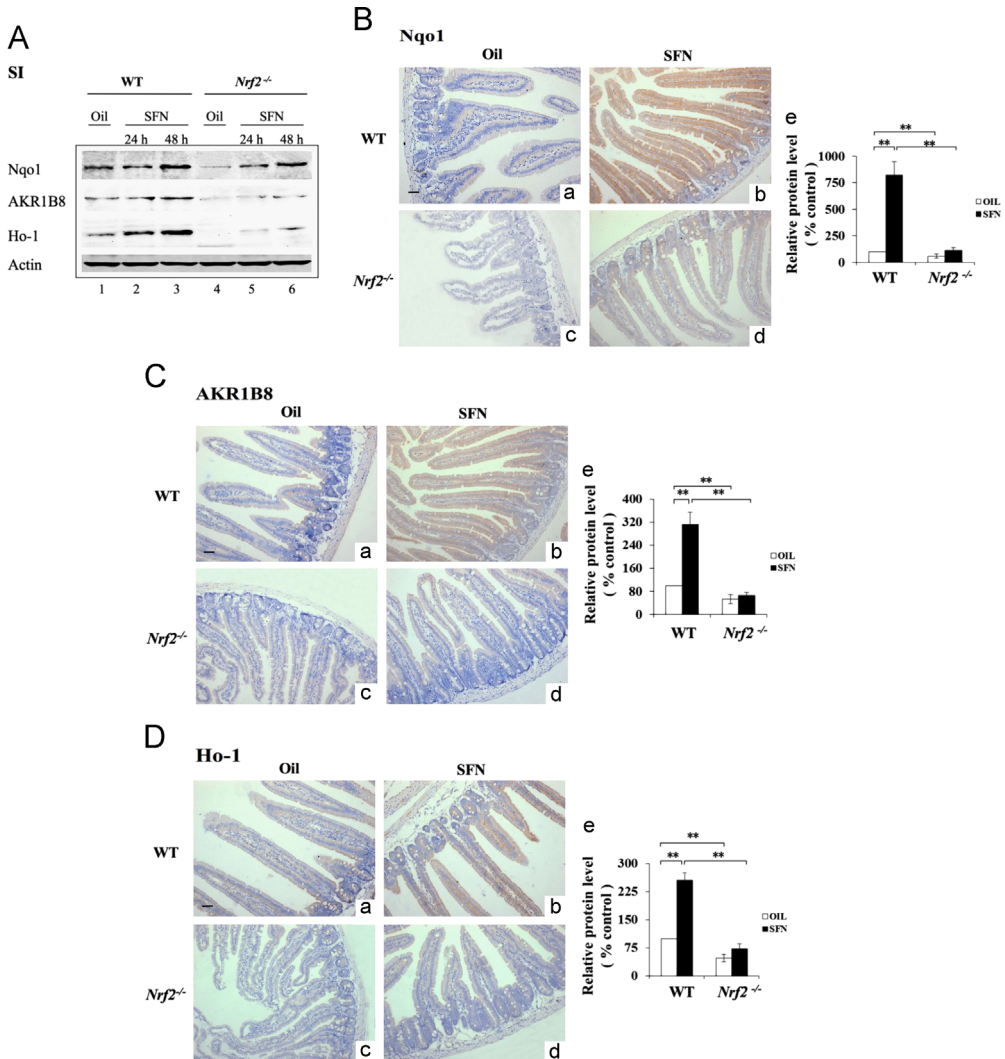 A
SI
WT Nrf2-/-
Oil SFN Oil SFN
24 h 48 h 24 h 48 h
Nqo1
AKR1B8
Ho-1
Actin
1 2 3 4 5 6
B
Nqo1
Oil SFN
WT
Nrf2-/-
a
b
c
d
e
Relative protein level
( % control )
1000
750
500
250
0
**
** **
OIL
SFN
WT Nrf2 -/-
C
AKR1B8
Oil SFN
WT
Nrf2-/-
a
b
c
d
e
Relative protein level
( % control )
400
320
240
160
80
0
**
** **
OIL
SFN
WT Nrf2 -/-
D
Ho-1
Oil SFN
WT
Nrf2-/-
a
b
c
d
e
Relative protein level
( % control )
300
225
150
75
0
**
** **
OIL
SFN
WT Nrf2 -/-